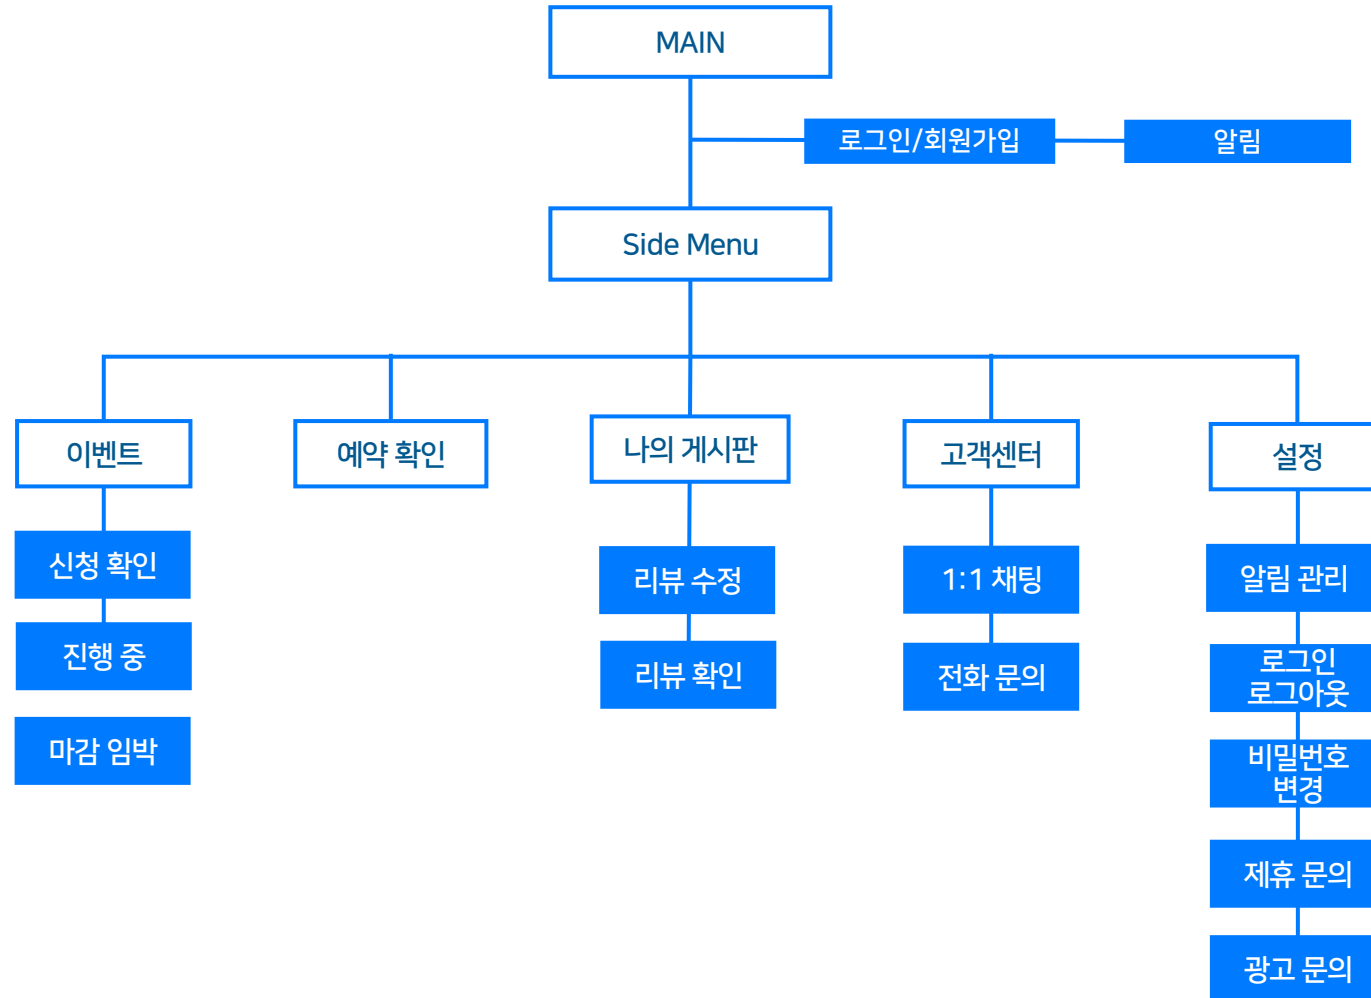 MAIN
로그인/회원가입
알림
Side Menu
이벤트
예약 확인
나의 게시판
고객센터
설정
신청 확인
진행 중
마감 임박
리뷰 수정
리뷰 확인
1:1 채팅
전화 문의
알림 관리
로그인
로그아웃
비밀번호
변경
제휴 문의
광고 문의